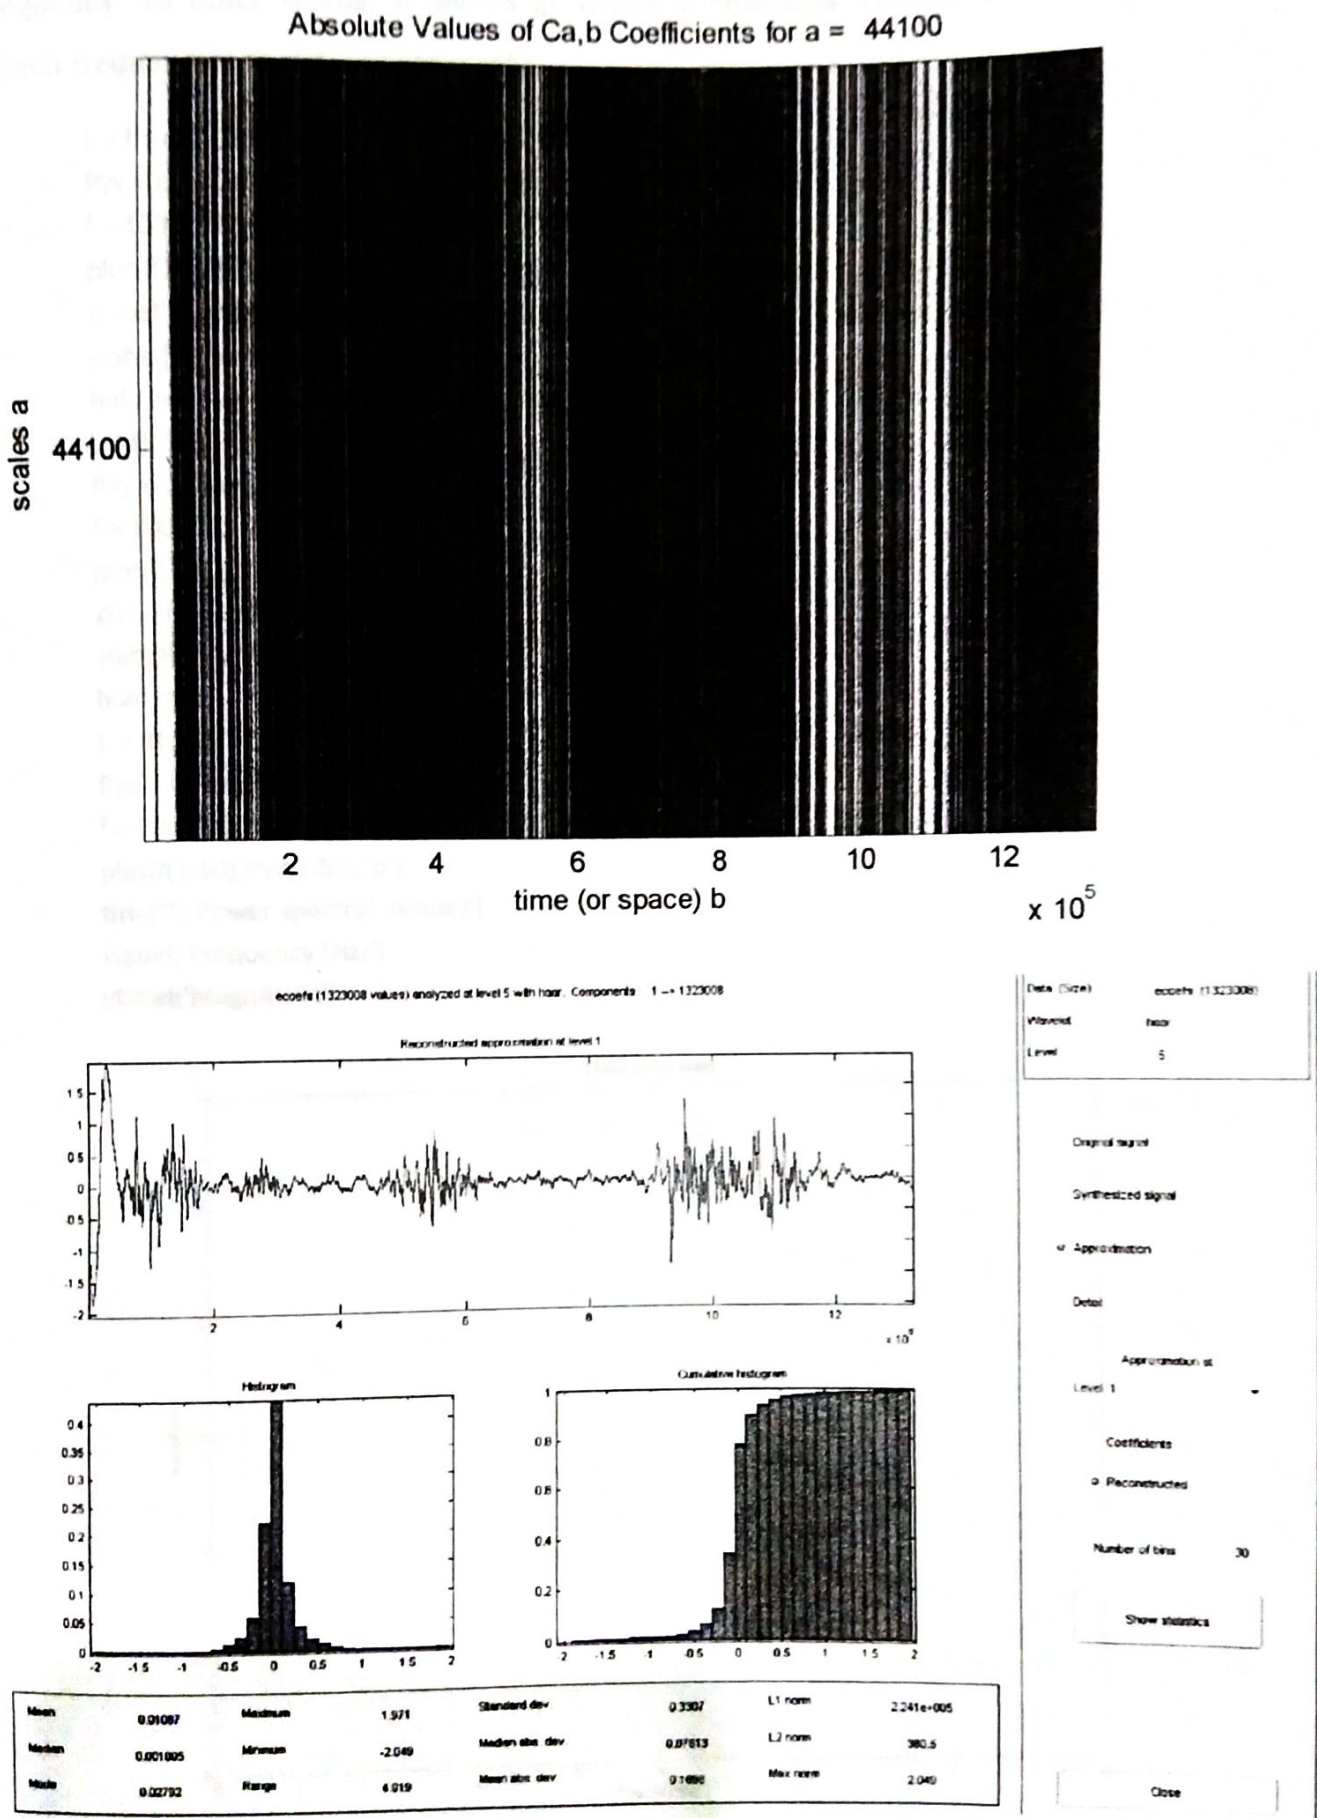 Absolute Values of Ca,b Coefficients for a = 44100
scales a
44100
2 4 6 8 10 12
time (or space) b
x 10^5
ecoefs (1323008 values) analyzed at level 5 with haar. Components 1 --> 1323008
Reconstructed approximation at level 1
1.5
1
0.5
0
-0.5
-1
-1.5
-2
2 4 6 8 10 12
x 10^5
Histogram
0.4
0.35
0.3
0.25
0.2
0.15
0.1
0.05
0
-2 -1.5 -1 -0.5 0 0.5 1 1.5 2
Cumulative histogram
1
0.8
0.6
0.4
0.2
0
-2 -1.5 -1 -0.5 0 0.5 1 1.5 2
Data (Size) ecoefs (1323008)
Wavelet haar
Level 5
Original signal
Synthesized signal
Approximation
Detail
Approximation at
Level 1
Coefficients
Reconstructed
Number of bins 30
Show statistics
Mean 0.01087 Maximum 1.971 Standard dev. 0.3307 L1 norm 2.241e+005
Median 0.001005 Minimum -2.049 Median abs. dev. 0.07613 L2 norm 380.5
Mode 0.02792 Range 4.019 Mean abs. dev. 0.1698 Max norm 2.049
Close